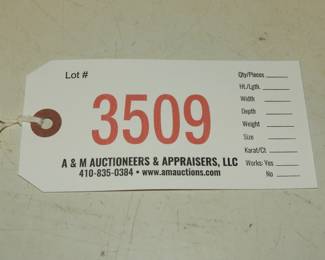 Lot #
3509
A & M AUCTIONEERS & APPRAISERS, LLC
410-835-0384 • www.amauctions.com
Qty/Pieces
Ht./Lgth.
Width
Depth
Weight
Size
Karat/Ct.
Works: Yes
No